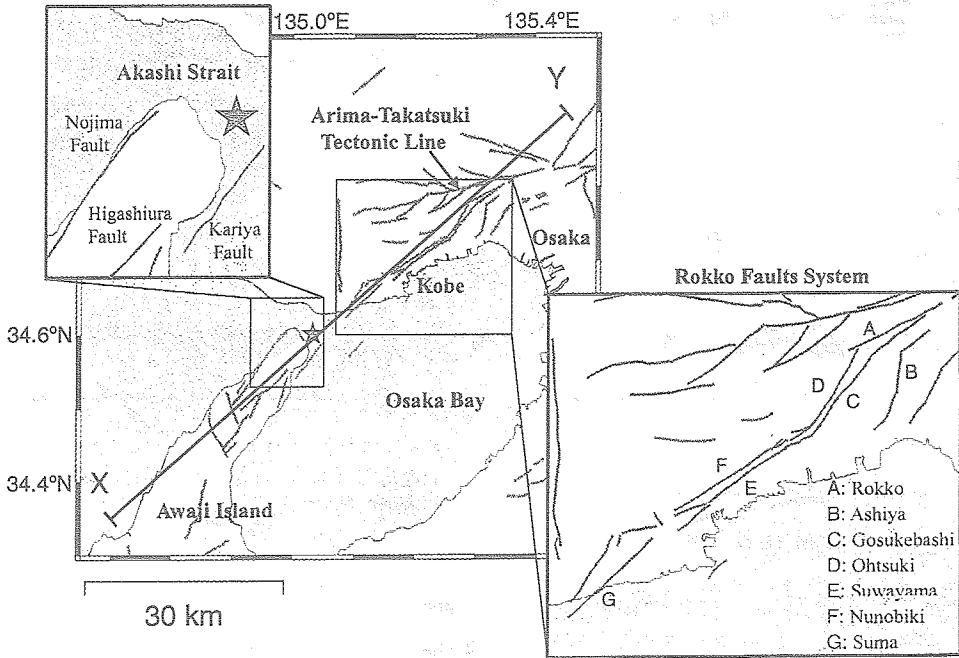 135.0°E
135.4°E
Akashi Strait
Nojima
Fault
Higashiura
Fault
Kariya
Fault
Y
Arima-Takatsuki
Tectonic Line
Osaka
Kobe
Rokko Faults System
34.6°N
Osaka Bay
34.4°N
X
Awaji Island
30 km
A
B
D
C
F
E
G
A: Rokko
B: Ashiya
C: Gosukebashi
D: Ohtsuki
E: Suwayama
F: Nunobiki
G: Suma